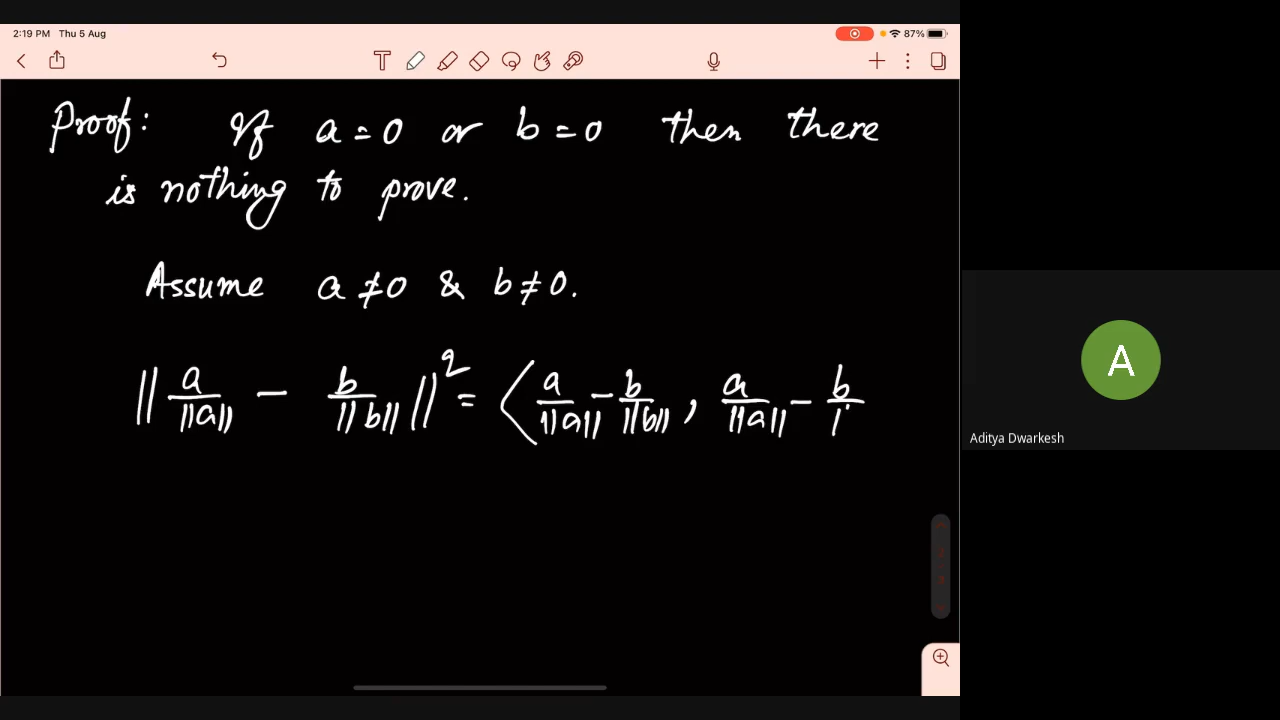 2:19 PM Thu 5 Aug
87%
Proof: If a = 0 or b = 0 then there
is nothing to prove.
Assume a ≠ 0 & b ≠ 0.
|| a/||a|| - b/||b|| ||² = ⟨ a/||a|| - b/||b|| , a/||a|| - b/||
A
Aditya Dwarkesh